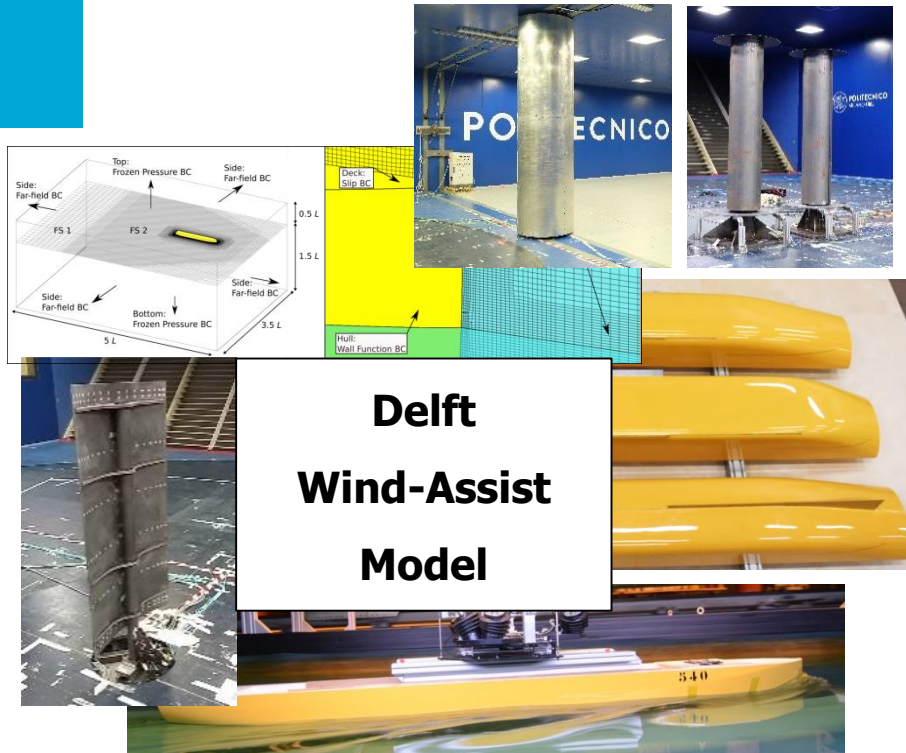 PO ECNICO
POLITECNICO
Top:
Frozen Pressure BC
Side:
Far-field BC
Side:
Far-field BC
FS 1
FS 2
0.5 L
1.5 L
Side:
Far-field BC
Side:
Far-field BC
Bottom:
Frozen Pressure BC
3.5 L
5 L
Deck:
Slip BC
Hull:
Wall Function BC
Delft
Wind-Assist
Model
540